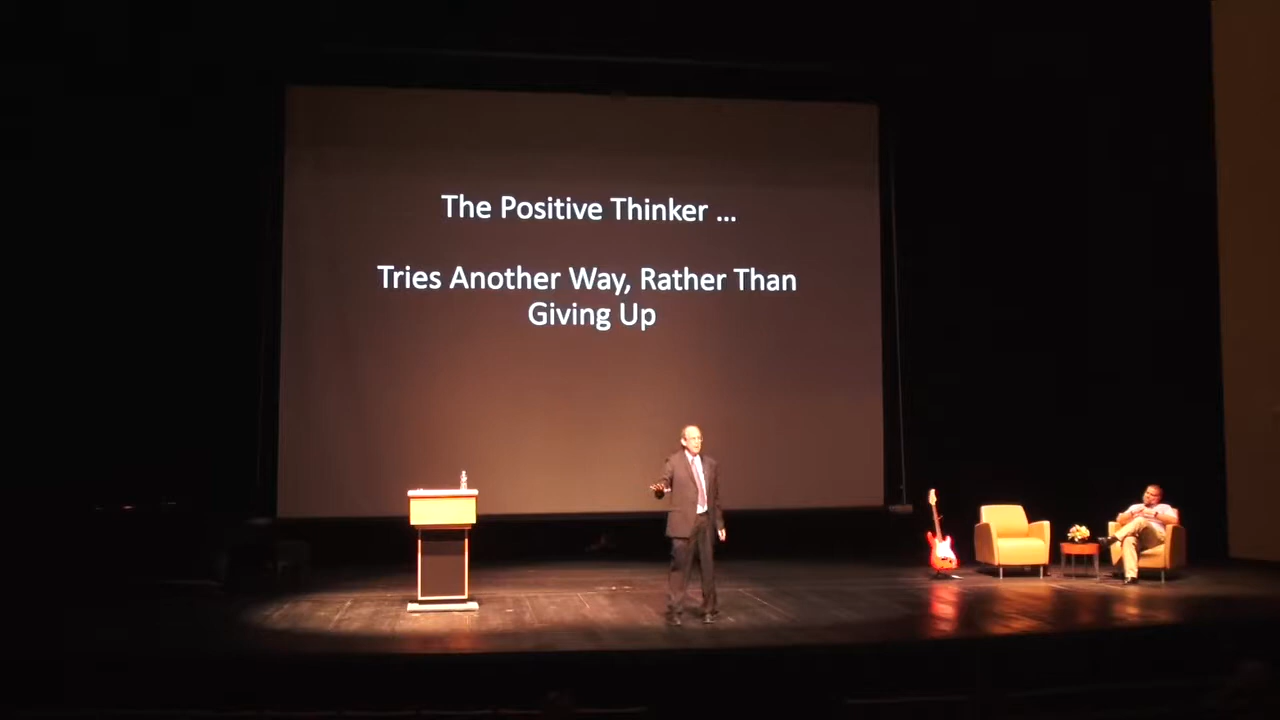 The Positive Thinker ...
Tries Another Way, Rather Than
Giving Up